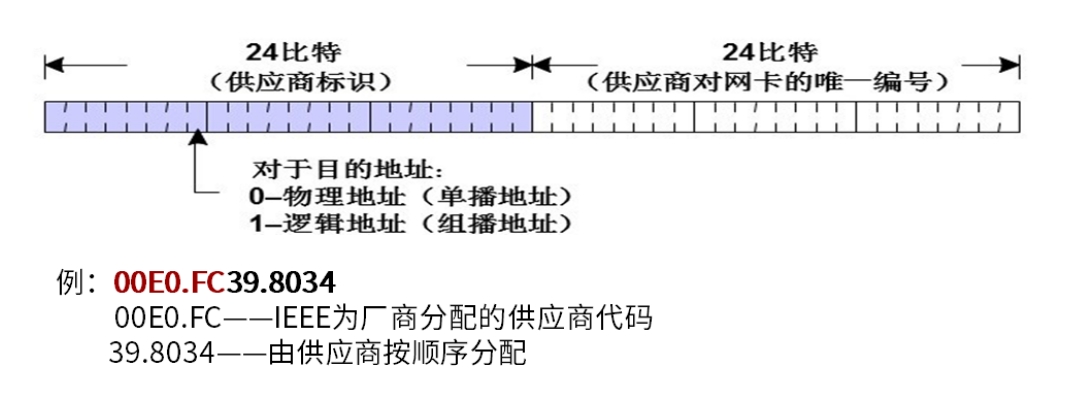 24比特
（供应商标识）
24比特
（供应商对网卡的唯一编号）
对于目的地址：
0–物理地址（单播地址）
1–逻辑地址（组播地址）
例：00E0.FC39.8034
00E0.FC——IEEE为厂商分配的供应商代码
39.8034——由供应商按顺序分配